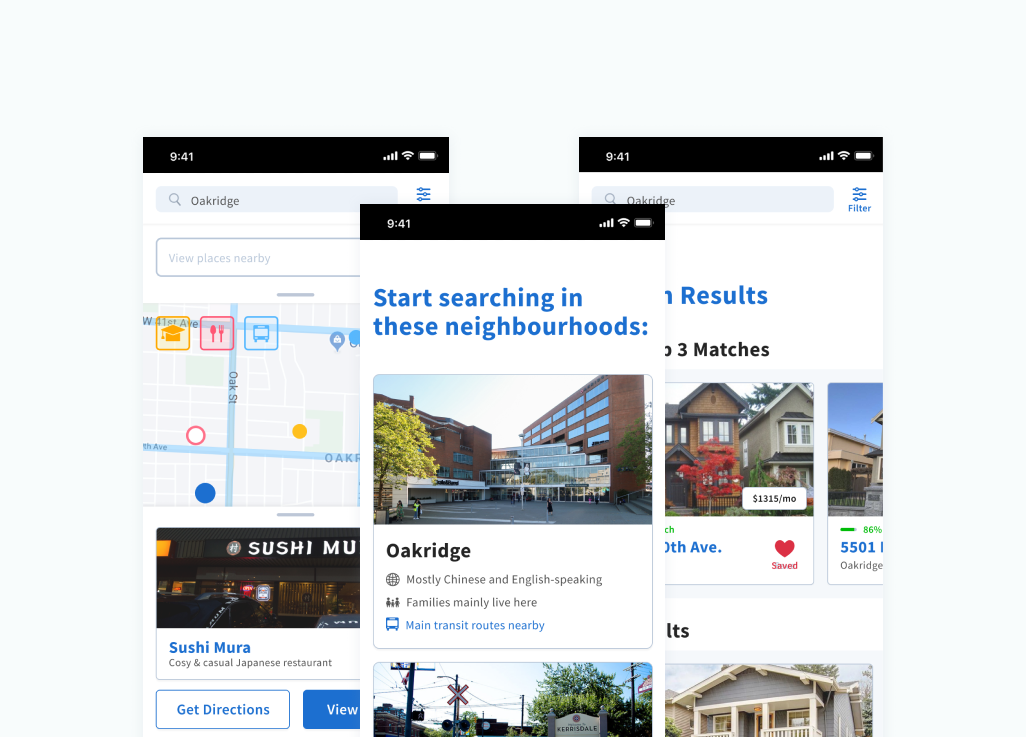 9:41
Oakridge
View places nearby
W 41st Ave
Oak St
th Ave
OAKR
SUSHI MU
OPEN
Sushi Mura
Cosy & casual Japanese restaurant
Get Directions
View
9:41
Start searching in
these neighbourhoods:
Oakridge
Mostly Chinese and English-speaking
Families mainly live here
Main transit routes nearby
KERRISDALE
9:41
Oakridge
Filter
Results
3 Matches
$1315/mo
ch
0th Ave.
Saved
86%
5501
Oakridge
lts